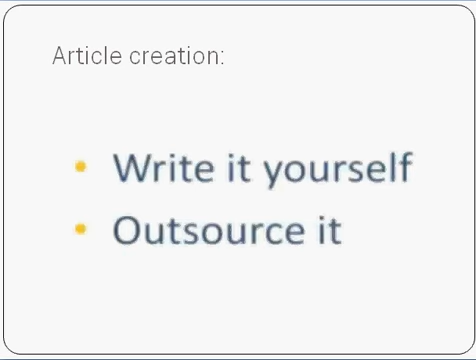 Article creation:
• Write it yourself
• Outsource it